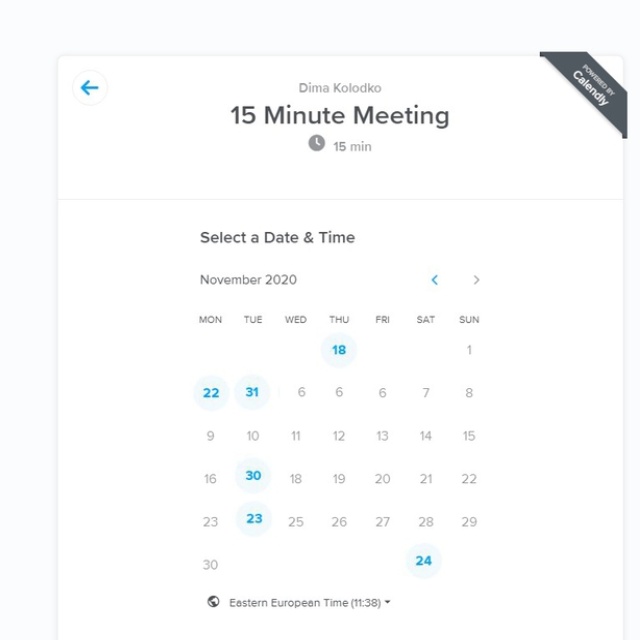 Dima Kolodko
15 Minute Meeting
15 min
POWERED BY
Calendly
Select a Date & Time
November 2020
MON TUE WED THU FRI SAT SUN
18 1
22 31 6 6 6 7 8
9 10 11 12 13 14 15
16 30 18 19 20 21 22
23 23 25 26 27 28 29
30 24
Eastern European Time (11:38)